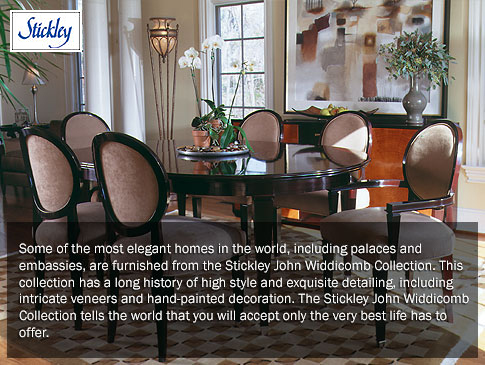 Stickley
Some of the most elegant homes in the world, including palaces and
embassies, are furnished from the Stickley John Widdicomb Collection. This
collection has a long history of high style and exquisite detailing, including
intricate veneers and hand-painted decoration. The Stickley John Widdicomb
Collection tells the world that you will accept only the very best life has to
offer.